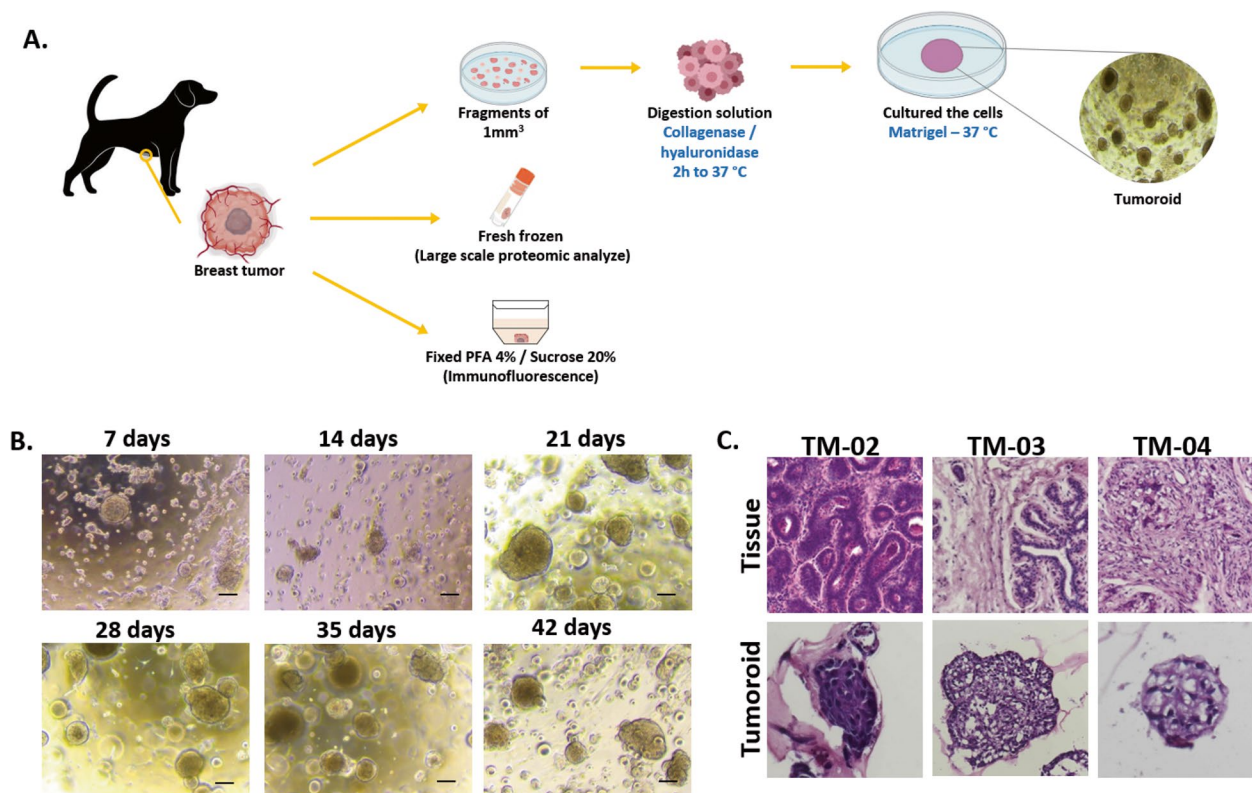 A.
Fragments of
1mm³
Digestion solution
Collagenase /
hyaluronidase
2h to 37 °C
Cultured the cells
Matrigel – 37 °C
Tumoroid
Breast tumor
Fresh frozen
(Large scale proteomic analyze)
Fixed PFA 4% / Sucrose 20%
(Immunofluorescence)
B.
7 days
14 days
21 days
28 days
35 days
42 days
C.
TM-02
TM-03
TM-04
Tissue
Tumoroid